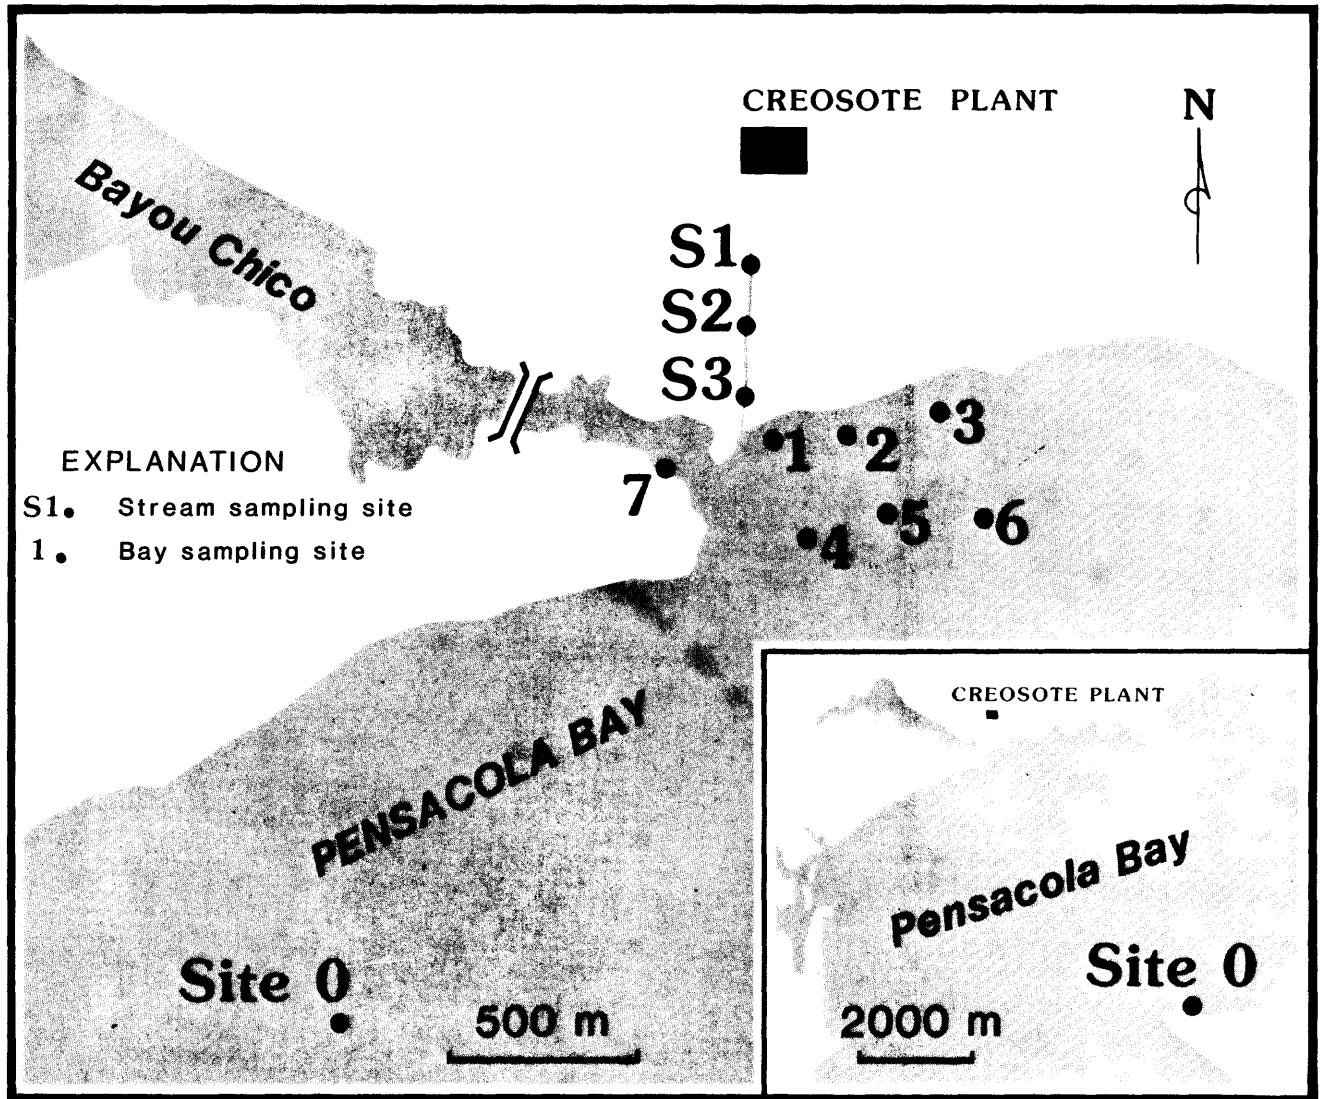 CREOSOTE PLANT
N
Bayou Chico
S1
S2
S3
1
2
3
7
4
5
6
EXPLANATION
S1. Stream sampling site
1. Bay sampling site
PENSACOLA BAY
Site 0
500 m
CREOSOTE PLANT
Pensacola Bay
Site 0
2000 m